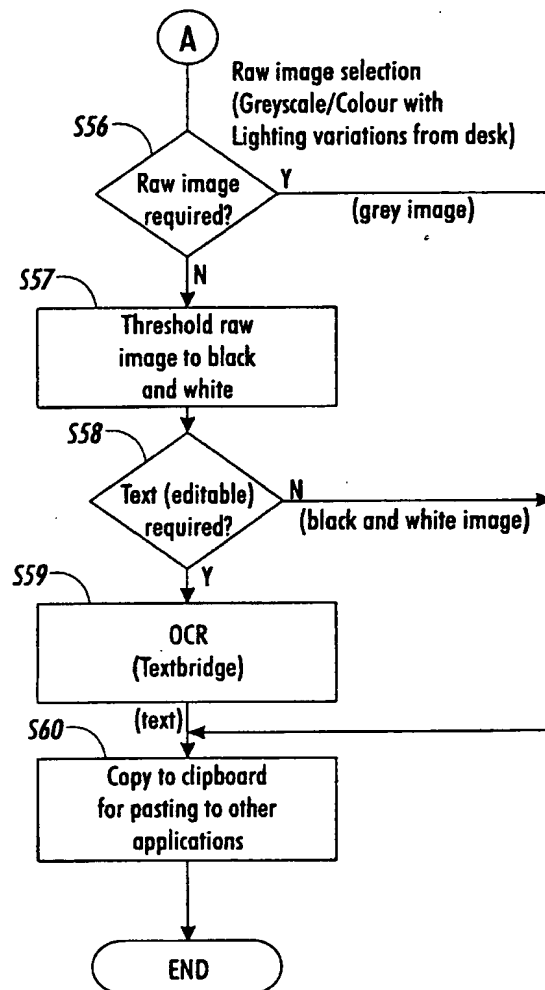 A
Raw image selection
(Greyscale/Colour with
Lighting variations from desk)
S56
Raw image
required?
Y
(grey image)
N
S57
Threshold raw
image to black
and white
S58
Text (editable)
required?
N
(black and white image)
Y
S59
OCR
(Textbridge)
(text)
S60
Copy to clipboard
for pasting to other
applications
END